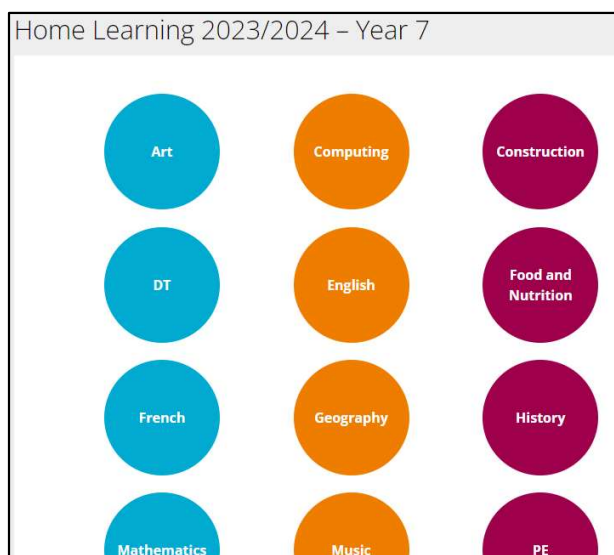 Home Learning 2023/2024 – Year 7
Art
Computing
Construction
DT
English
Food and
Nutrition
French
Geography
History
Mathematics
Music
PE